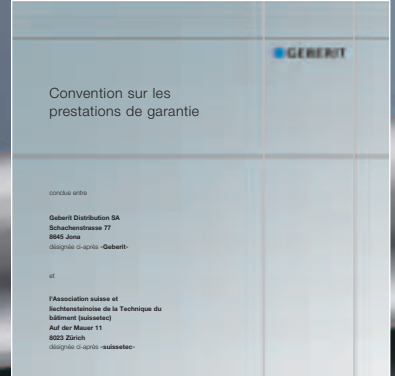 GEBERIT
Convention sur les
prestations de garantie
conclue entre
Geberit Distribution SA
Schachenstrasse 77
8645 Jona
désignée ci-après «Geberit»
et
l'Association suisse et
liechtensteinoise de la Technique du
bâtiment (suissetec)
Auf der Mauer 11
8023 Zürich
désignée ci-après «suissetec»